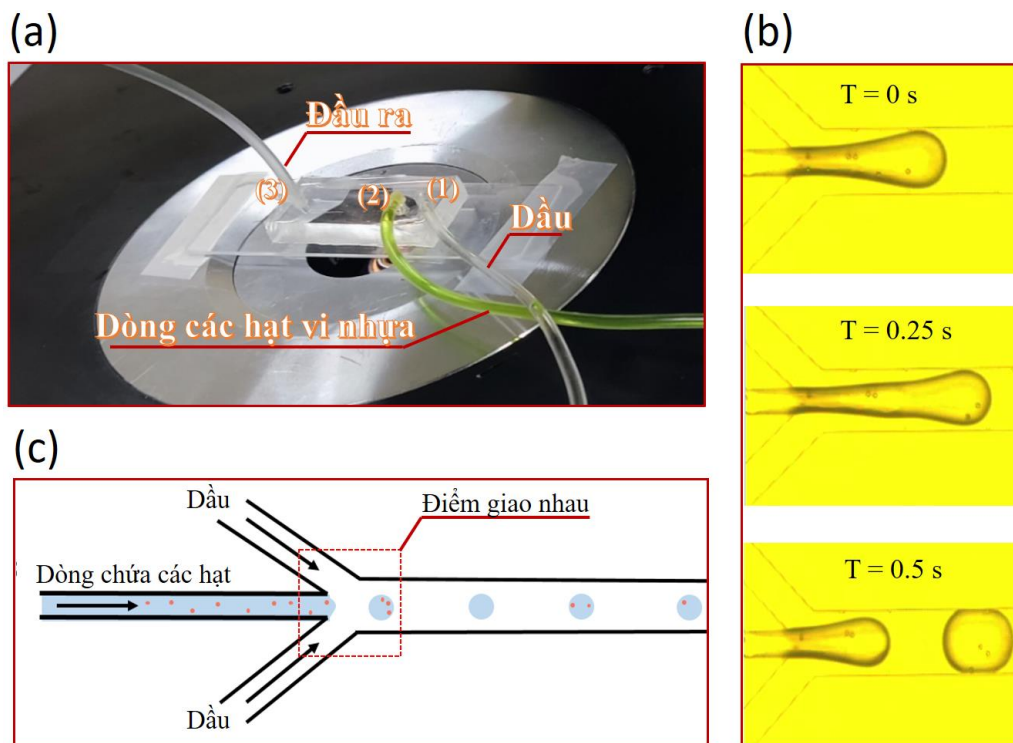 (a)
Đầu ra
(3)
(2)
(1)
Dầu
Dòng các hạt vi nhựa
(b)
T = 0 s
T = 0.25 s
T = 0.5 s
(c)
Dầu
Điểm giao nhau
Dòng chứa các hạt
Dầu